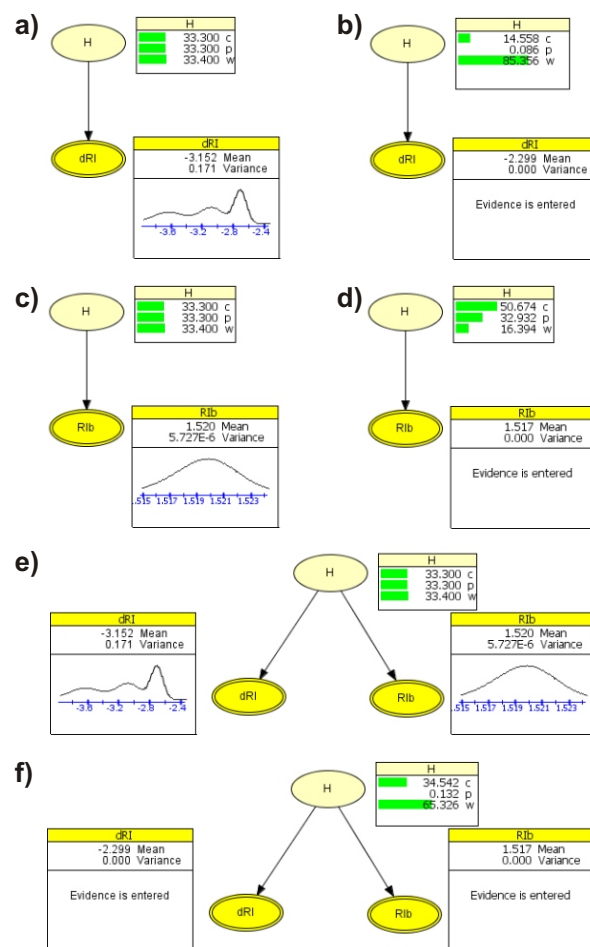 a)
H
H
33.300 c
33.300 p
33.400 w
dRI
dRI
-3.152 Mean
0.171 Variance
-3.6 -3.2 -2.8 -2.4
b)
H
H
14.558 c
0.086 p
85.356 w
dRI
dRI
-2.299 Mean
0.000 Variance
Evidence is entered
c)
H
H
33.300 c
33.300 p
33.400 w
RIb
RIb
1.520 Mean
5.727E-6 Variance
.515 1.517 1.519 1.521 1.523
d)
H
H
50.674 c
32.932 p
16.394 w
RIb
RIb
1.517 Mean
0.000 Variance
Evidence is entered
e)
H
H
33.300 c
33.300 p
33.400 w
dRI
-3.152 Mean
0.171 Variance
-3.6 -3.2 -2.8 -2.4
dRI
RIb
RIb
1.520 Mean
5.727E-6 Variance
.515 1.517 1.519 1.521 1.523
f)
H
H
34.542 c
0.132 p
65.326 w
dRI
-2.299 Mean
0.000 Variance
Evidence is entered
dRI
RIb
RIb
1.517 Mean
0.000 Variance
Evidence is entered